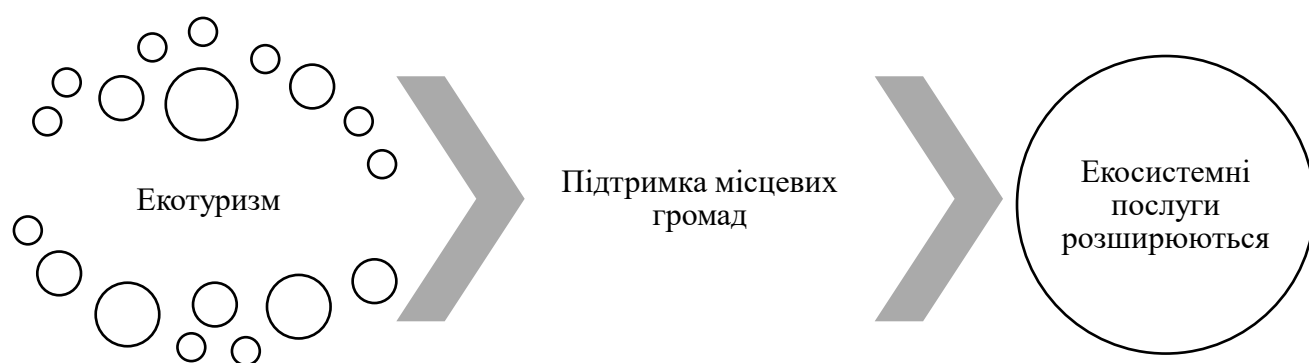 Екотуризм
Підтримка місцевих
громад
Екосистемні
послуги
розширюються